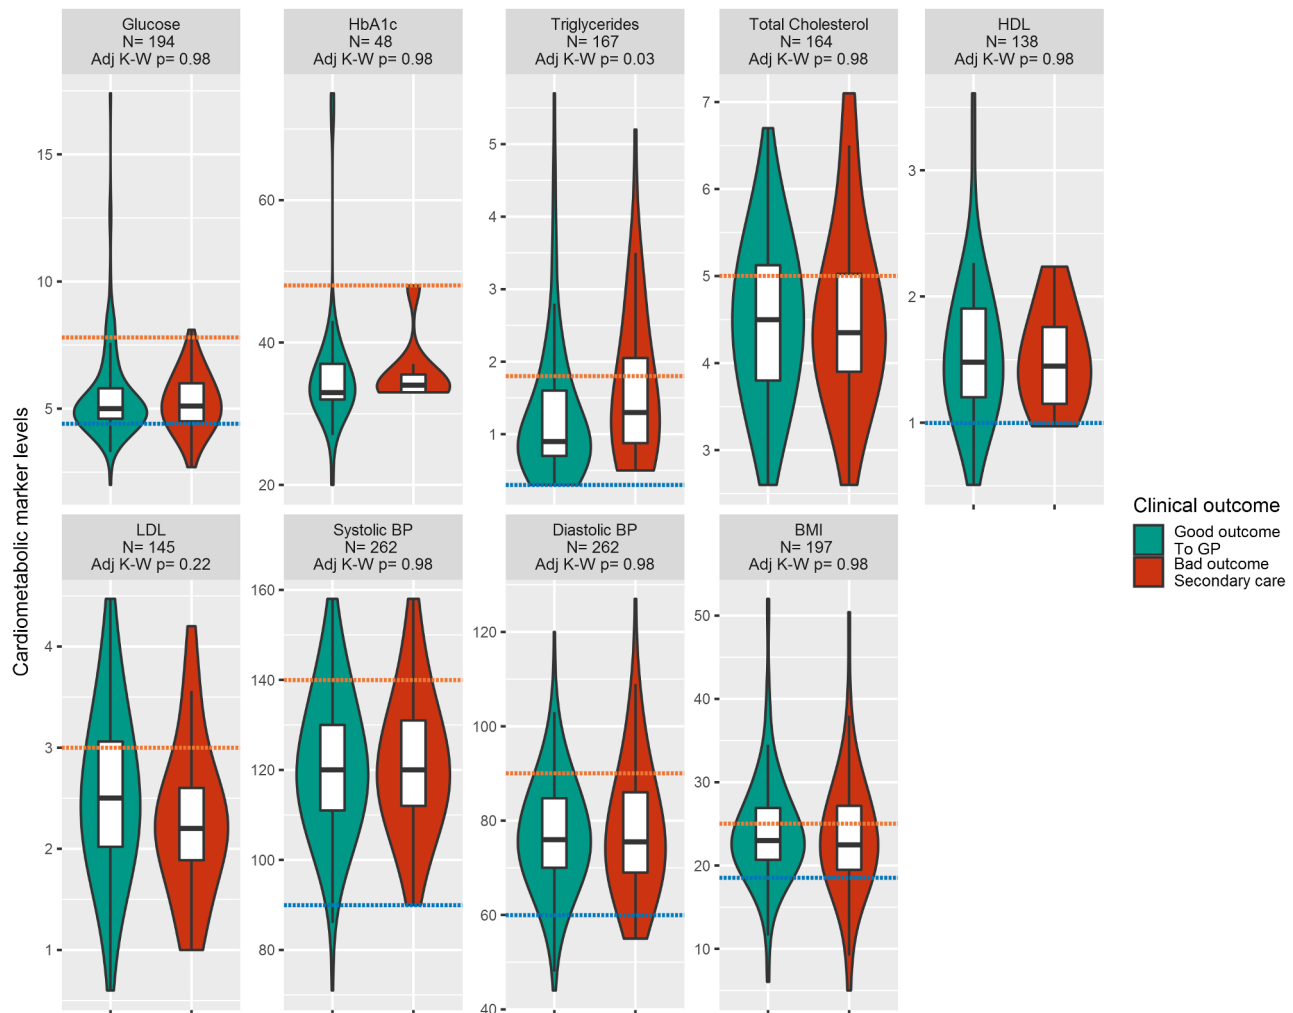 Glucose
N= 194
Adj K-W p= 0.98
HbA1c
N= 48
Adj K-W p= 0.98
Triglycerides
N= 167
Adj K-W p= 0.03
Total Cholesterol
N= 164
Adj K-W p= 0.98
HDL
N= 138
Adj K-W p= 0.98
15
10
5
60
40
20
5
4
3
2
1
7
6
5
4
3
3
2
1
Cardiometabolic marker levels
LDL
N= 145
Adj K-W p= 0.22
Systolic BP
N= 262
Adj K-W p= 0.98
Diastolic BP
N= 262
Adj K-W p= 0.98
BMI
N= 197
Adj K-W p= 0.98
4
3
2
1
160
140
120
100
80
120
100
80
60
40
50
40
30
20
10
Clinical outcome
Good outcome
To GP
Bad outcome
Secondary care